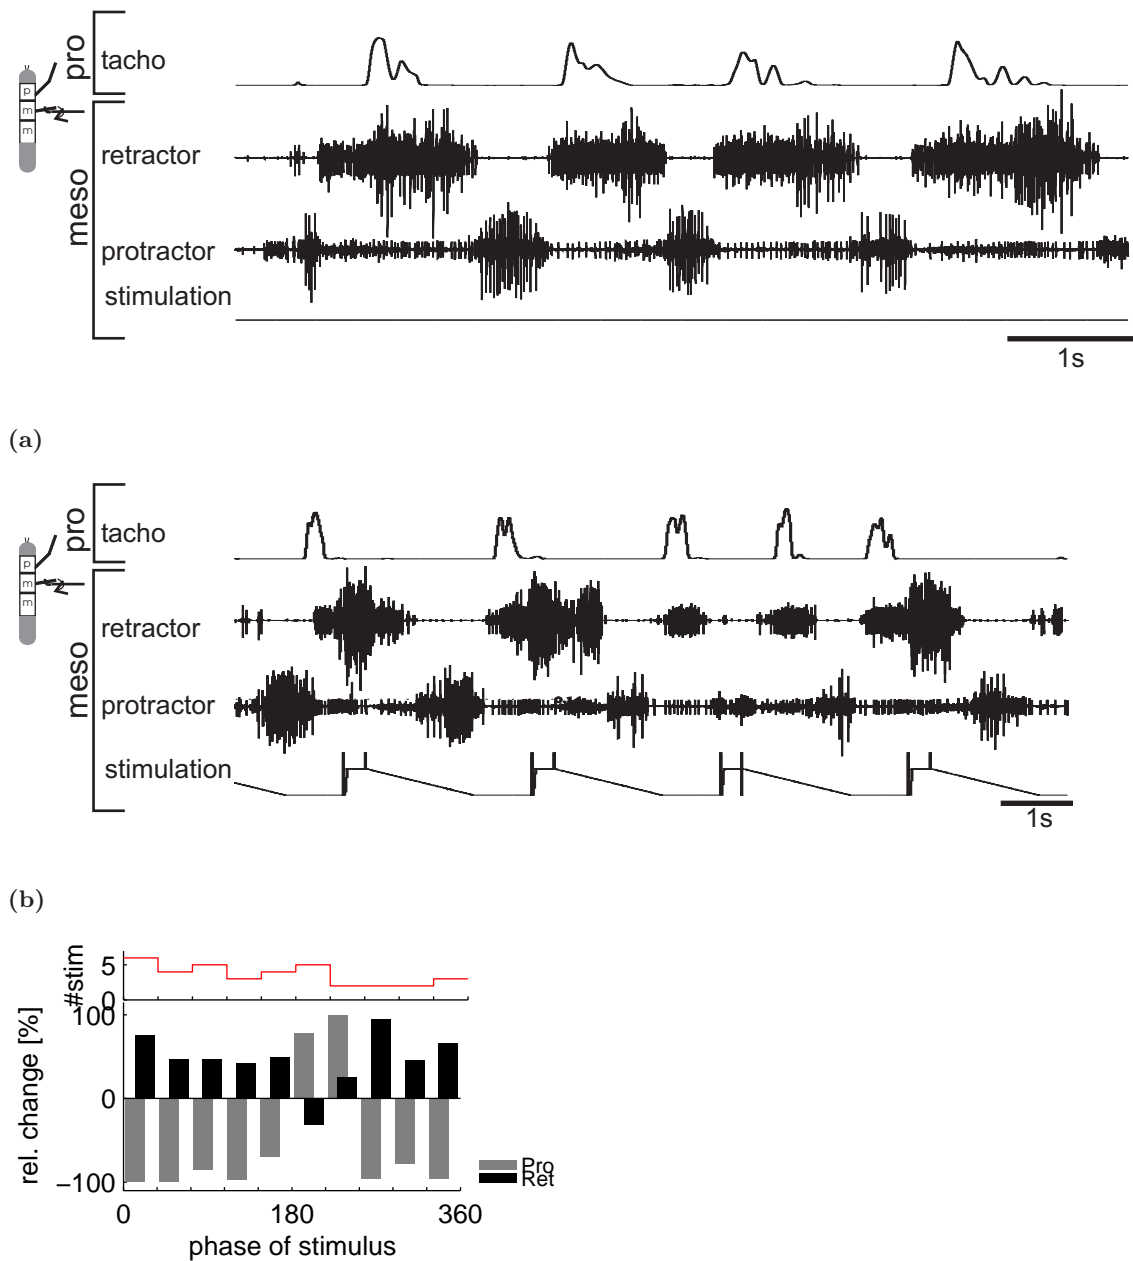 pro
tacho
p
m
m
meso
retractor
protractor
stimulation
1s
(a)
pro
tacho
p
m
m
meso
retractor
protractor
stimulation
1s
(b)
#stim
5
0
rel. change [%]
100
0
−100
Pro
Ret
0 180 360
phase of stimulus